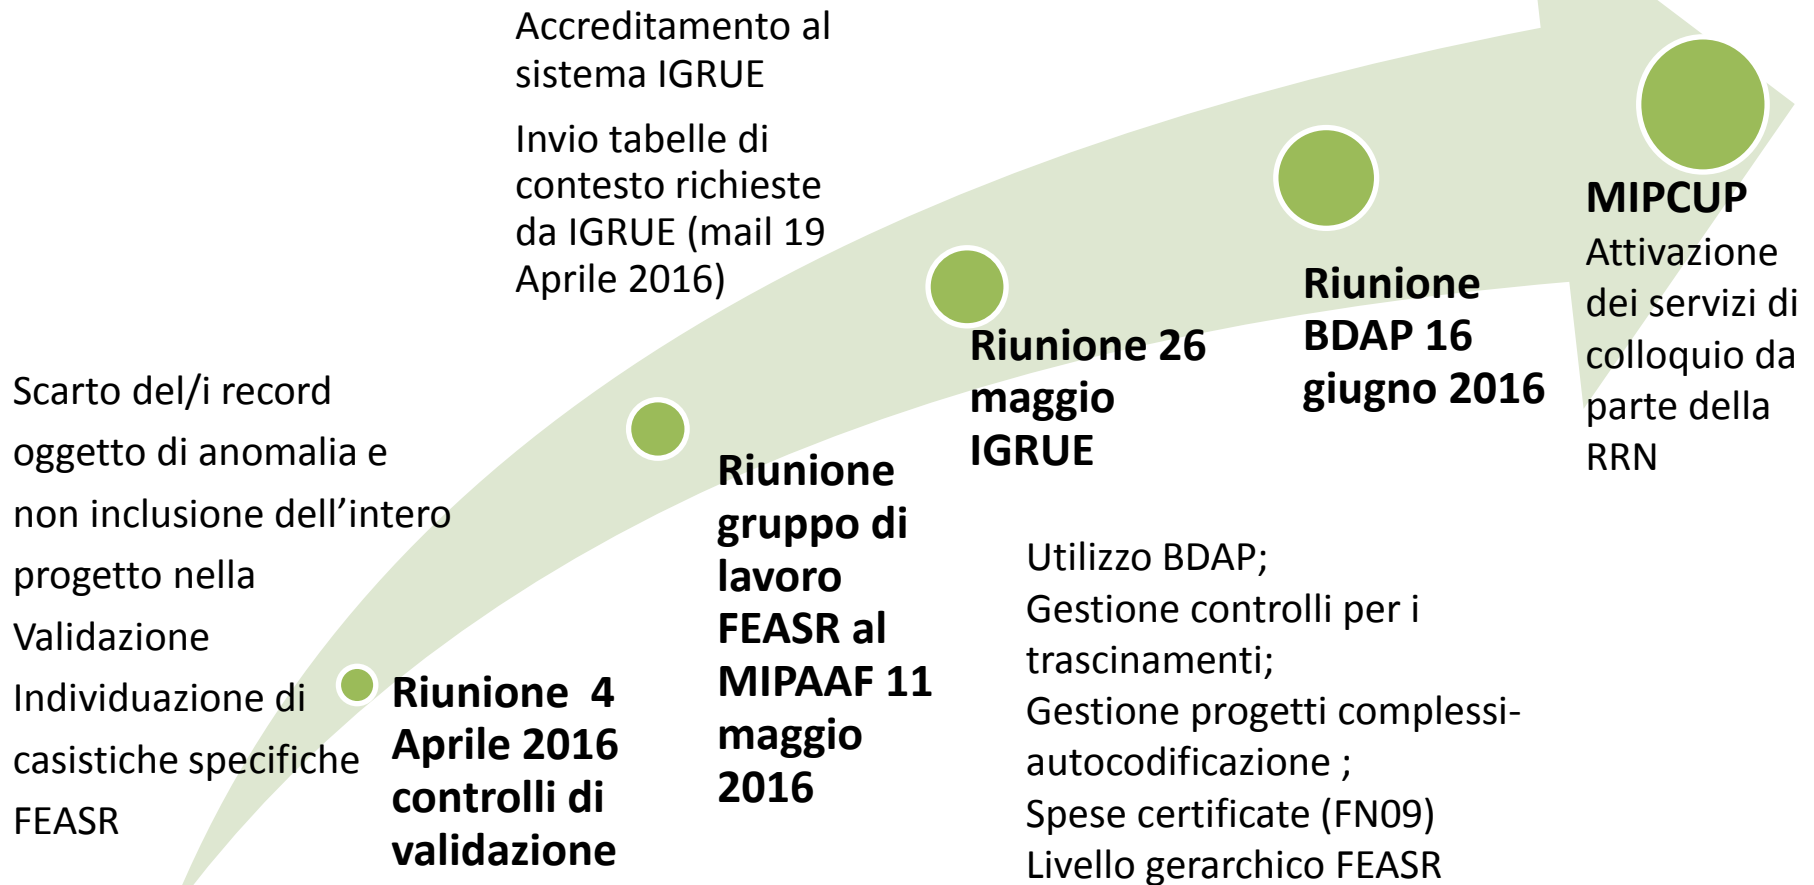 Accreditamento al
sistema IGRUE
Invio tabelle di
contesto richieste
da IGRUE (mail 19
Aprile 2016)
Scarto del/i record
oggetto di anomalia e
non inclusione dell’intero
progetto nella
Validazione
Individuazione di
casistiche specifiche
FEASR
Riunione  4
Aprile 2016
controlli di
validazione
Riunione
gruppo di
lavoro
FEASR al
MIPAAF 11
maggio
2016
Riunione 26
maggio
IGRUE
Utilizzo BDAP;
Gestione controlli per i
trascinamenti;
Gestione progetti complessi-
autocodificazione ;
Spese certificate (FN09)
Livello gerarchico FEASR
Riunione
BDAP 16
giugno 2016
MIPCUP
Attivazione
dei servizi di
colloquio da
parte della
RRN